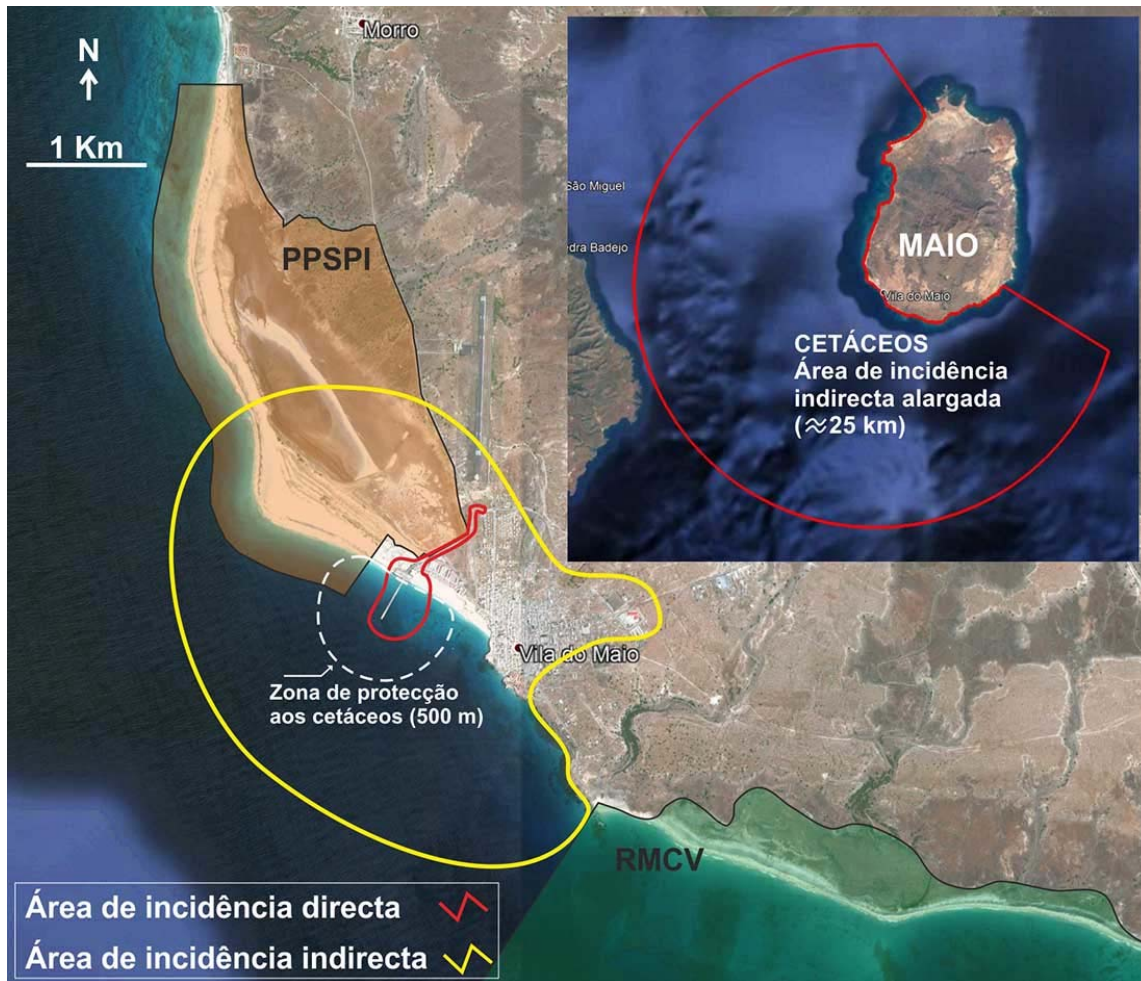 Morro
N
1 Km
PPSPI
São Miguel
edra Badejo
MAIO
Vila do Maio
CETÁCEOS
Área de incidência
indirecta alargada
(≈25 km)
Vila do Maio
Zona de protecção
aos cetáceos (500 m)
RMCV
Área de incidência directa
Área de incidência indirecta